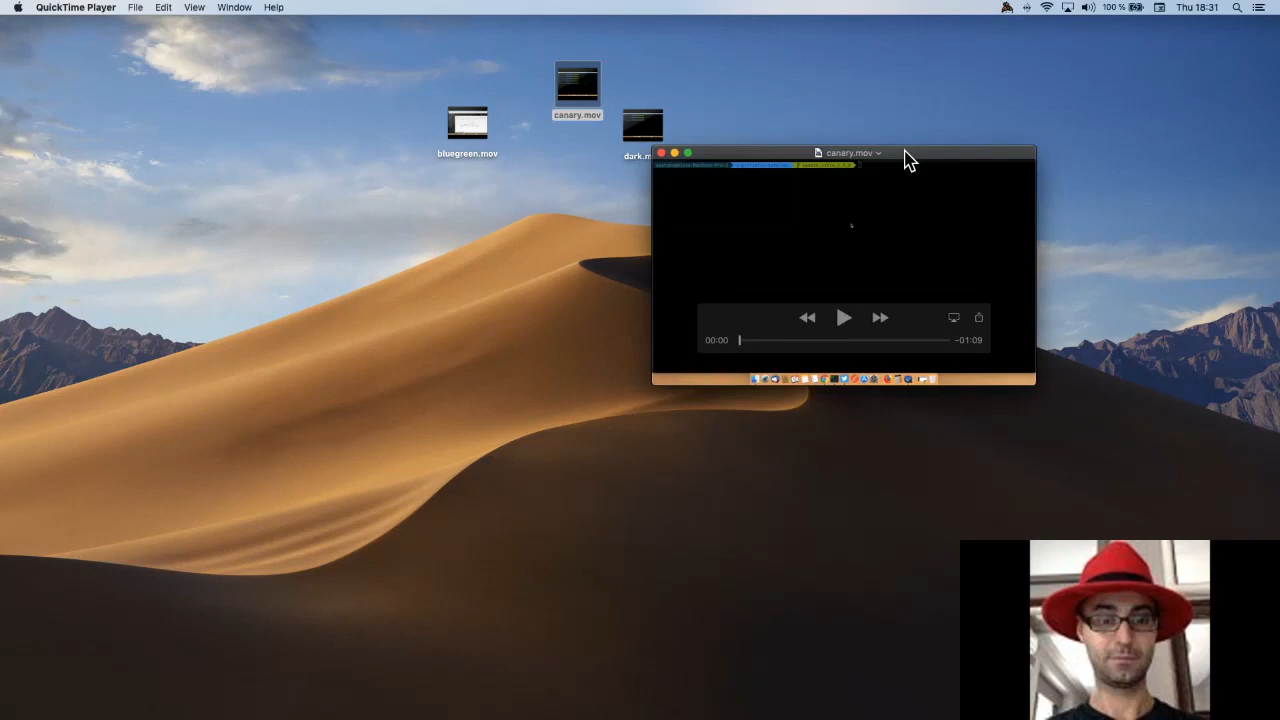 QuickTime Player File Edit View Window Help 100 % Thu 18:31
canary.mov
bluegreen.mov
dark.m
canary.mov
00:00 -01:09